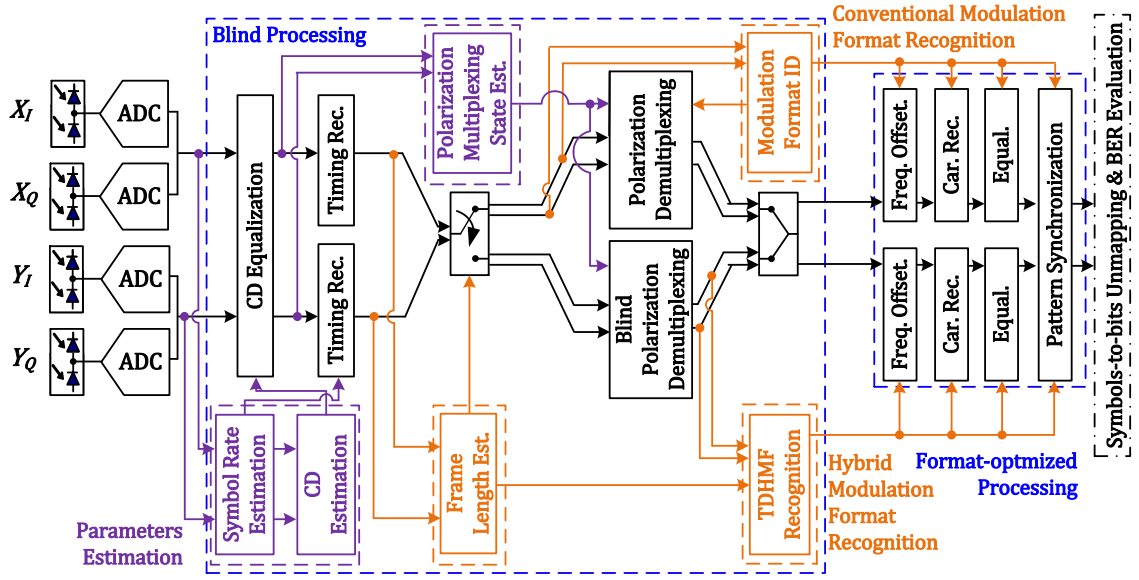 Blind Processing
Conventional Modulation
Format Recognition
X_I
ADC
X_Q
ADC
Y_I
ADC
Y_Q
ADC
CD Equalization
Timing Rec.
Timing Rec.
Polarization
Multiplexing
State Est.
Polarization
Demultiplexing
Blind
Polarization
Demultiplexing
Modulation
Format ID
Freq. Offset.
Car. Rec.
Equal.
Freq. Offset.
Car. Rec.
Equal.
Pattern Synchronization
Symbols-to-bits Unmapping & BER Evaluation
Symbol Rate
Estimation
CD
Estimation
Frame
Length Est.
TDHMF
Recognition
Parameters
Estimation
Hybrid
Modulation
Format
Recognition
Format-optmized
Processing